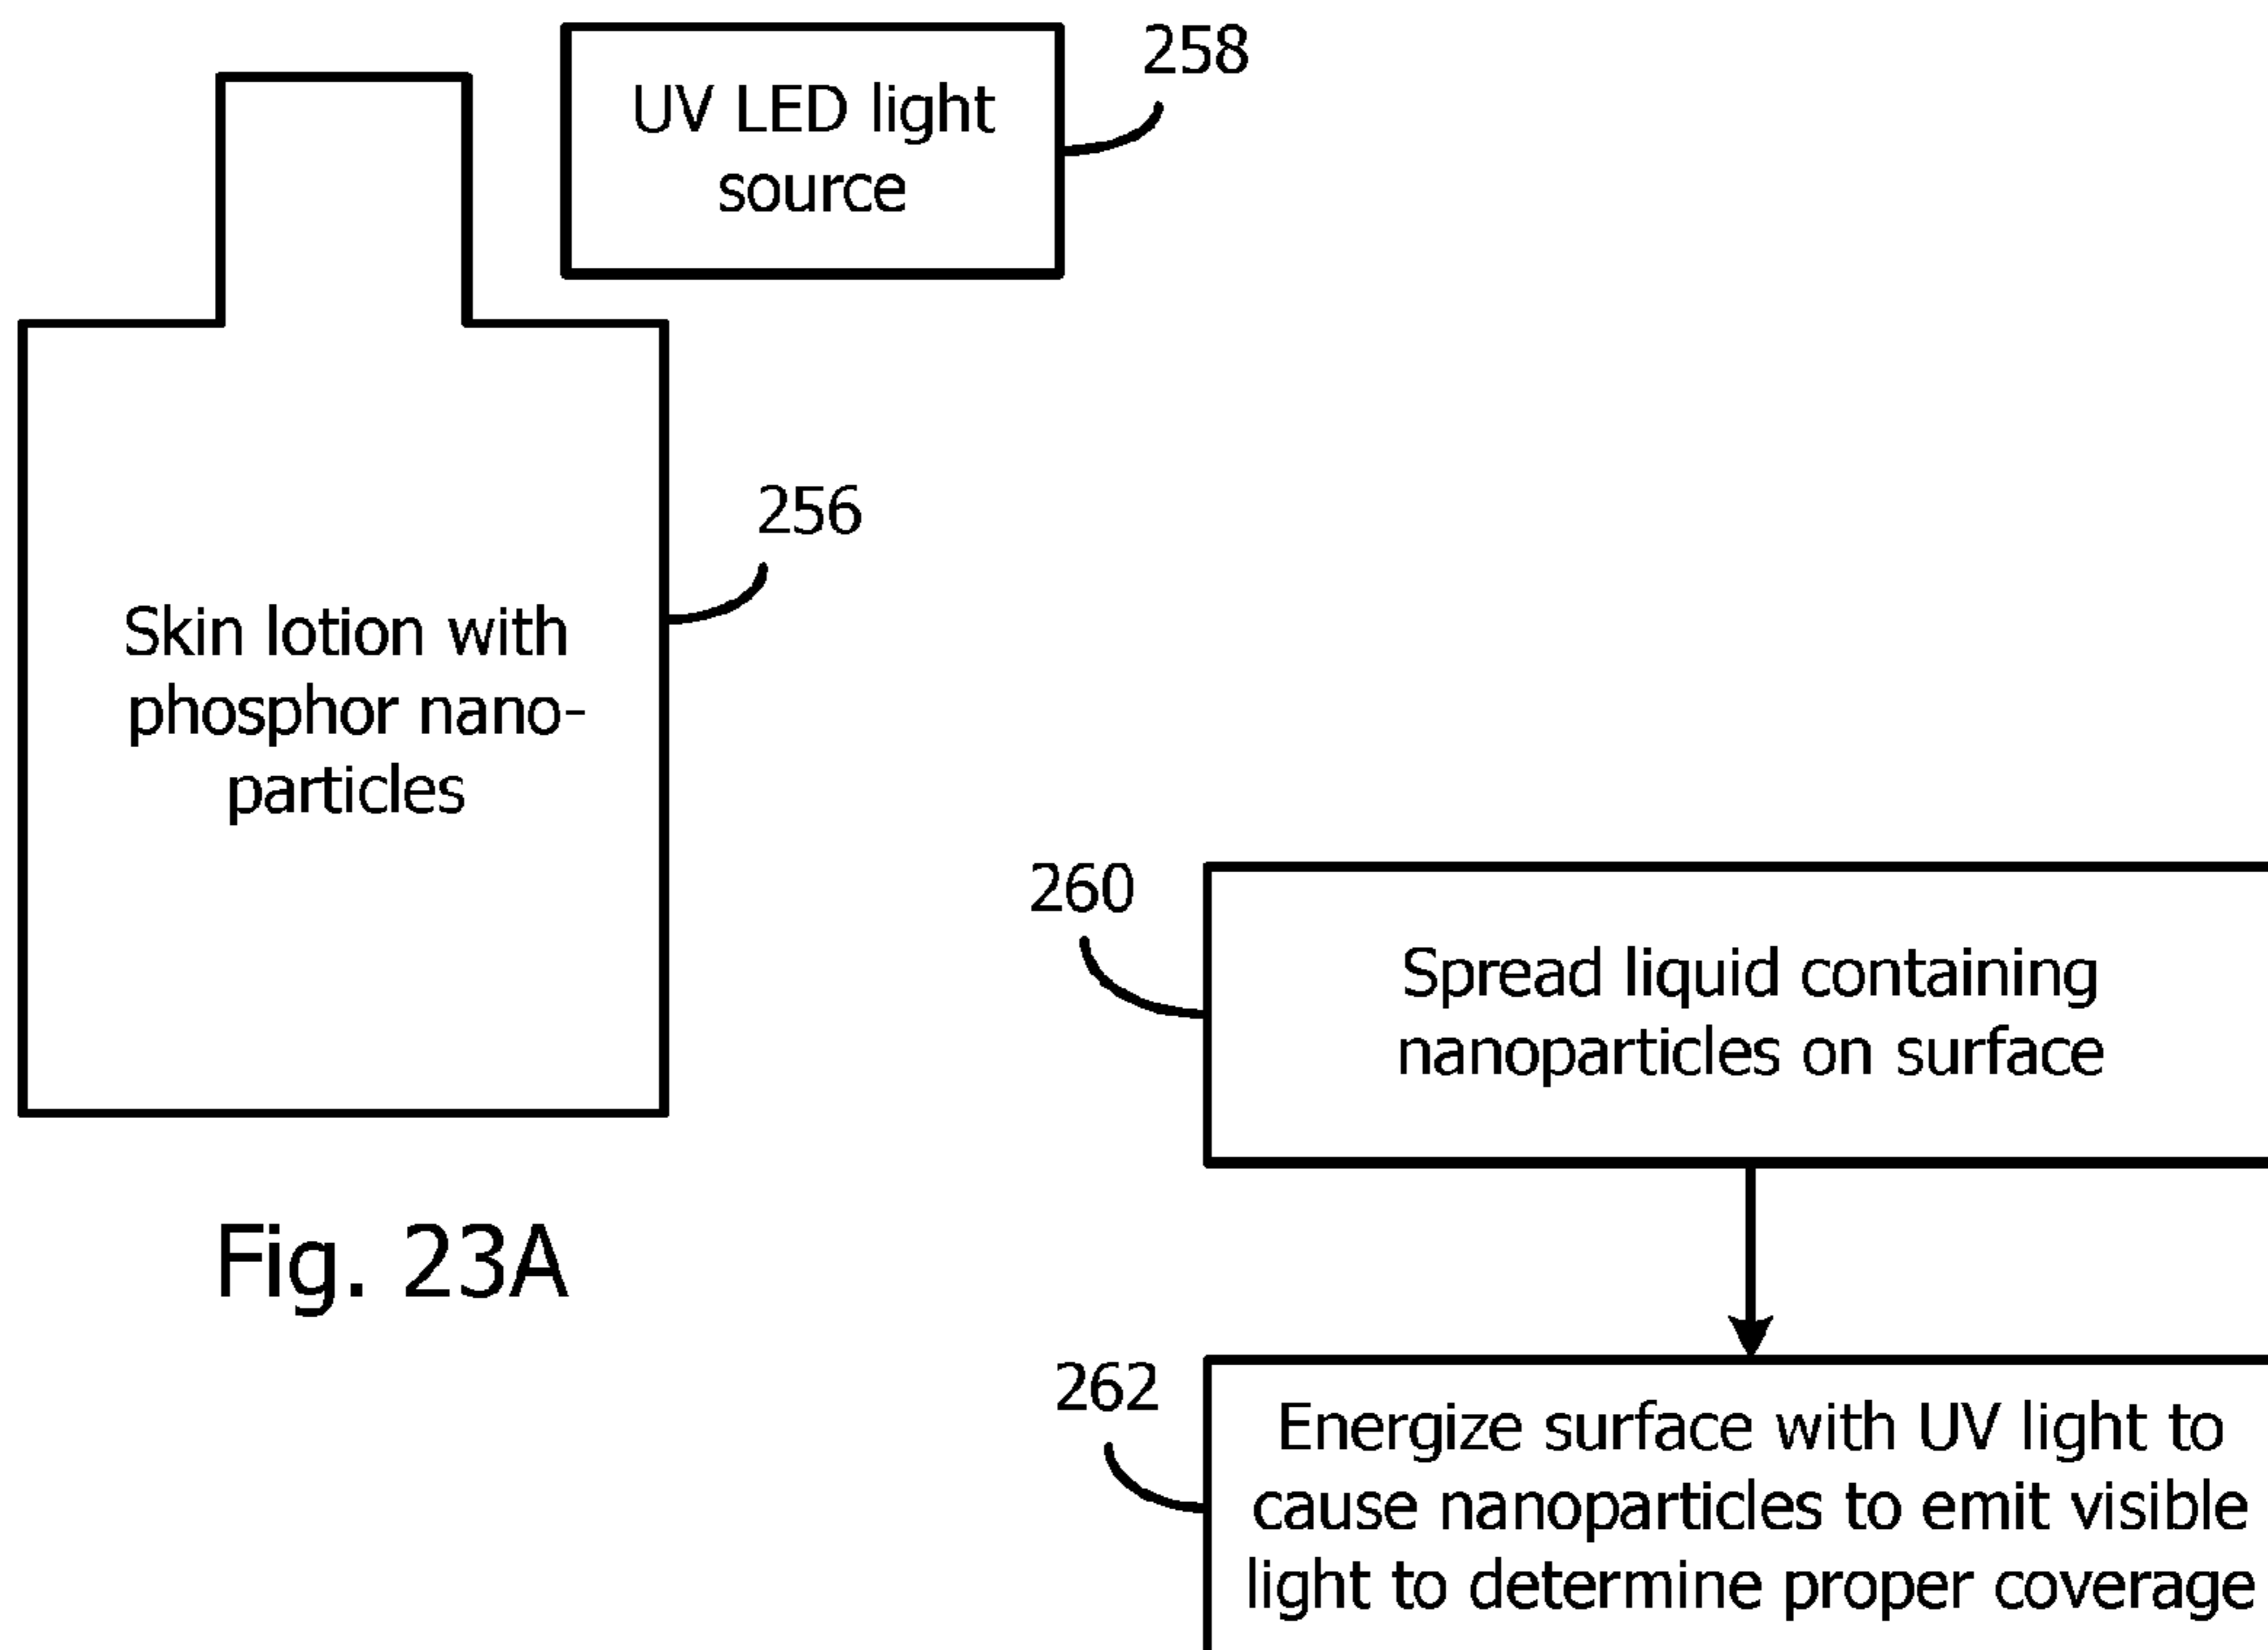 258
UV LED light
source
256
Skin lotion with
phosphor nano-
particles
Fig. 23A
260
Spread liquid containing
nanoparticles on surface
262
Energize surface with UV light to
cause nanoparticles to emit visible
light to determine proper coverage